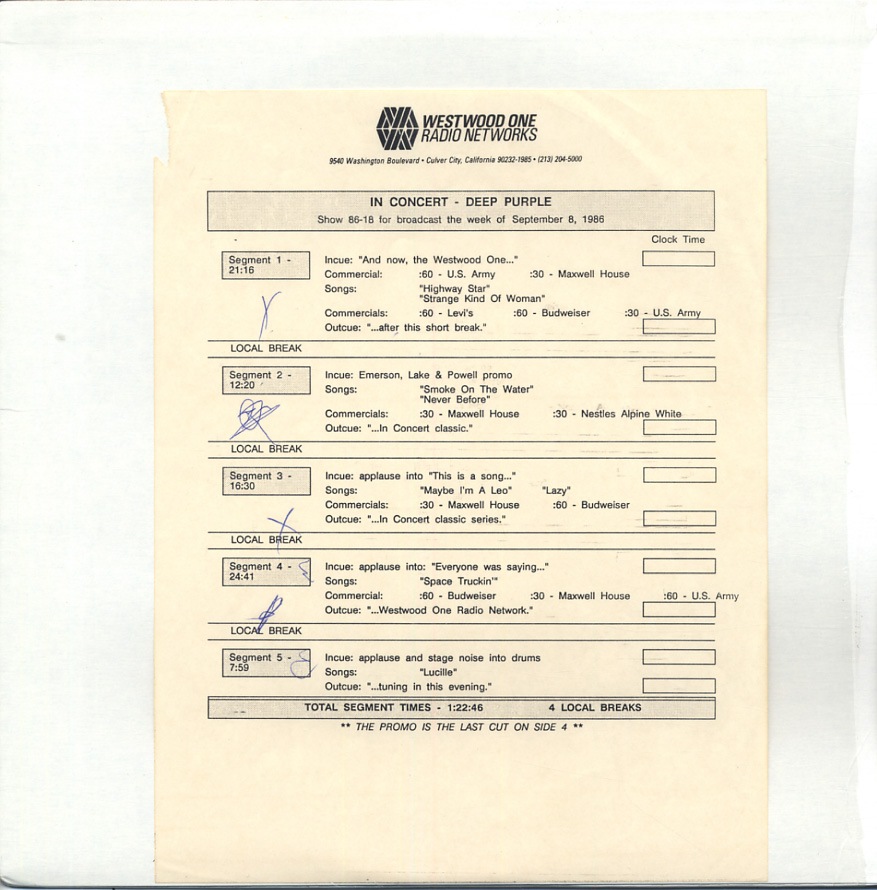 WESTWOOD ONE
RADIO NETWORKS
9540 Washington Boulevard • Culver City, California 90232-1985 • (213) 204-5000
IN CONCERT - DEEP PURPLE
Show 86-18 for broadcast the week of September 8, 1986
Clock Time
Segment 1 - 21:16
Incue: "And now, the Westwood One..."
Commercial: :60 - U.S. Army :30 - Maxwell House
Songs: "Highway Star"
"Strange Kind Of Woman"
Commercials: :60 - Levi's :60 - Budweiser :30 - U.S. Army
Outcue: "...after this short break."
LOCAL BREAK
Segment 2 - 12:20
Incue: Emerson, Lake & Powell promo
Songs: "Smoke On The Water"
"Never Before"
Commercials: :30 - Maxwell House :30 - Nestles Alpine White
Outcue: "...In Concert classic."
LOCAL BREAK
Segment 3 - 16:30
Incue: applause into "This is a song..."
Songs: "Maybe I'm A Leo" "Lazy"
Commercials: :30 - Maxwell House :60 - Budweiser
Outcue: "...In Concert classic series."
LOCAL BREAK
Segment 4 - 24:41
Incue: applause into: "Everyone was saying..."
Songs: "Space Truckin'"
Commercial: :60 - Budweiser :30 - Maxwell House :60 - U.S. Army
Outcue: "...Westwood One Radio Network."
LOCAL BREAK
Segment 5 - 7:59
Incue: applause and stage noise into drums
Songs: "Lucille"
Outcue: "...tuning in this evening."
TOTAL SEGMENT TIMES - 1:22:46 4 LOCAL BREAKS
** THE PROMO IS THE LAST CUT ON SIDE 4 **